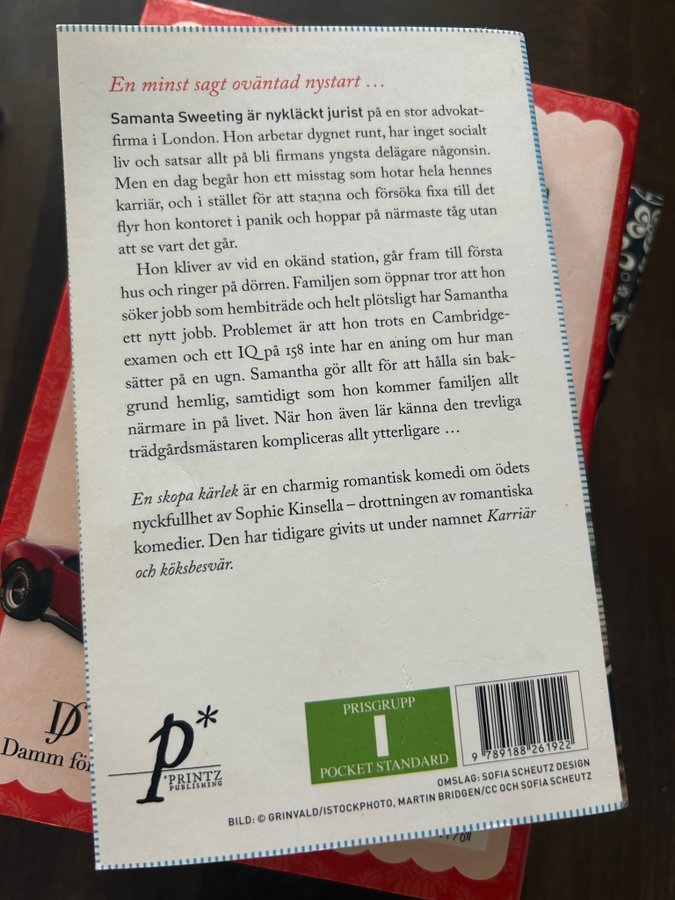 En minst sagt oväntad nystart ...
Samanta Sweeting är nykläckt jurist på en stor advokat-
firma i London. Hon arbetar dygnet runt, har inget socialt
liv och satsar allt på bli firmans yngsta delägare någonsin.
Men en dag begår hon ett misstag som hotar hela hennes
karriär, och i stället för att stanna och försöka fixa till det
flyr hon kontoret i panik och hoppar på närmaste tåg utan
att se vart det går.
Hon kliver av vid en okänd station, går fram till första
hus och ringer på dörren. Familjen som öppnar tror att hon
söker jobb som hembiträde och helt plötsligt har Samantha
ett nytt jobb. Problemet är att hon trots en Cambridge-
examen och ett IQ på 158 inte har en aning om hur man
sätter på en ugn. Samantha gör allt för att hålla sin bak-
grund hemlig, samtidigt som hon kommer familjen allt
närmare in på livet. När hon även lär känna den trevliga
trädgårdsmästaren kompliceras allt ytterligare ...
En skopa kärlek är en charmig romantisk komedi om ödets
nyckfullhet av Sophie Kinsella – drottningen av romantiska
komedier. Den har tidigare givits ut under namnet Karriär
och köksbesvär.
Damm för
p*
PRINTZ
PUBLISHING
PRISGRUPP
1
POCKET STANDARD
9 789188 261922
OMSLAG: SOFIA SCHEUTZ DESIGN
BILD: © GRINVALD/ISTOCKPHOTO, MARTIN BRIDGEN/CC OCH SOFIA SCHEUTZ